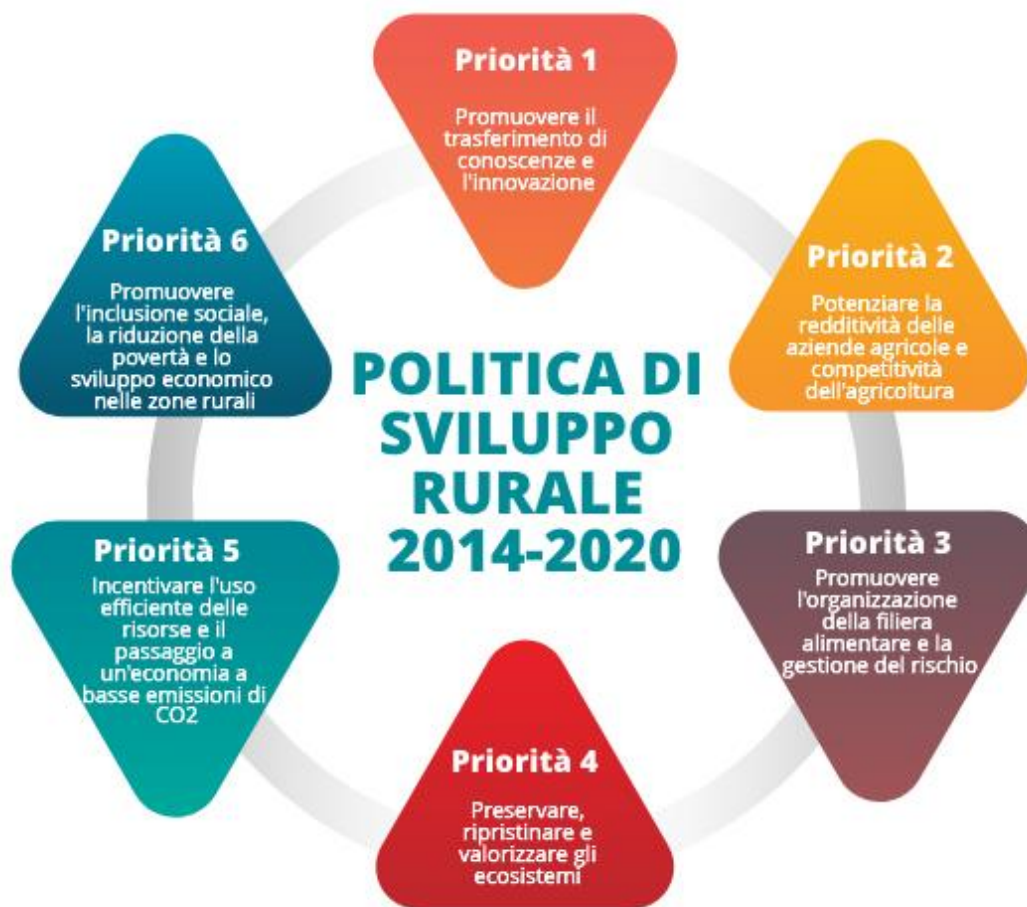 Priorità 1
Promuovere il
trasferimento di
conoscenze e
l'innovazione
Priorità 2
Potenziare la
redditività delle
aziende agricole e
competitività
dell'agricoltura
Priorità 3
Promuovere
l'organizzazione
della filiera
alimentare e la
gestione del rischio
Priorità 4
Preservare,
ripristinare e
valorizzare gli
ecosistemi
Priorità 5
Incentivare l'uso
efficiente delle
risorse e il
passaggio a
un'economia a
basse emissioni di
CO2
Priorità 6
Promuovere
l'inclusione sociale,
la riduzione della
povertà e lo
sviluppo economico
nelle zone rurali
POLITICA DI
SVILUPPO
RURALE
2014-2020